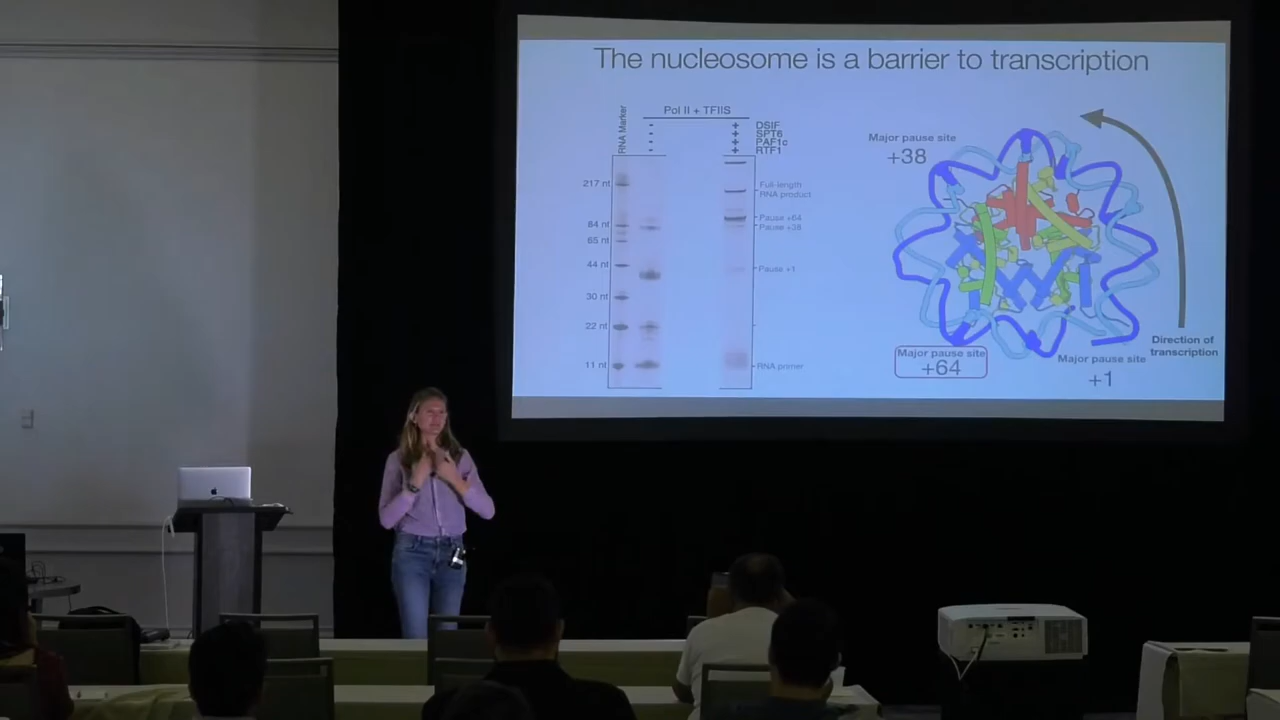 The nucleosome is a barrier to transcription
Pol II + TFIIS
RNA Marker
- + DSIF
- + SPT6
- + PAF1c
- + RTF1
217 nt
84 nt
65 nt
44 nt
30 nt
22 nt
11 nt
Full-length
RNA product
Pause +64
Pause +38
Pause +1
RNA primer
Major pause site
+38
Direction of
transcription
Major pause site
+64
Major pause site
+1